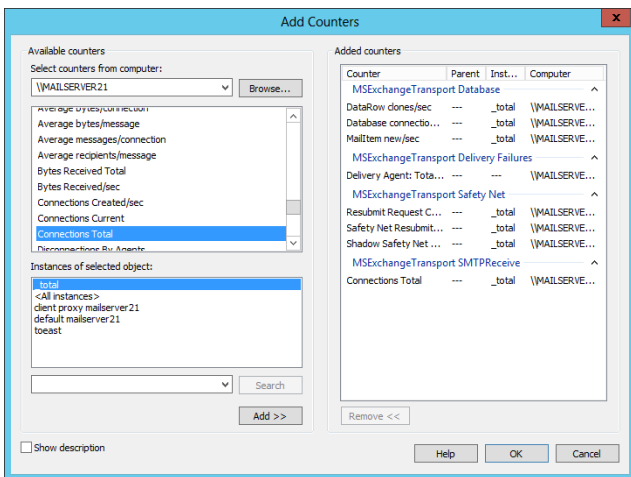 Add Counters
x
Available counters
Select counters from computer:
\\MAILSERVER21
Browse...
Average bytes/connection
Average bytes/message
Average messages/connection
Average recipients/message
Bytes Received Total
Bytes Received/sec
Connections Created/sec
Connections Current
Connections Total
Disconnections By Agents
Instances of selected object:
_total
<All instances>
client proxy mailserver21
default mailserver21
toeast
Search
Add >>
Show description
Added counters
Counter Parent Inst... Computer
MSExchangeTransport Database
DataRow clones/sec --- _total \\MAILSERVE...
Database connectio... --- _total \\MAILSERVE...
MailItem new/sec --- _total \\MAILSERVE...
MSExchangeTransport Delivery Failures
Delivery Agent: Tota... --- --- \\MAILSERVE...
MSExchangeTransport Safety Net
Resubmit Request C... --- _total \\MAILSERVE...
Safety Net Resubmit... --- _total \\MAILSERVE...
Shadow Safety Net ... --- _total \\MAILSERVE...
MSExchangeTransport SMTPReceive
Connections Total --- _total \\MAILSERVE...
Remove <<
Help
OK
Cancel